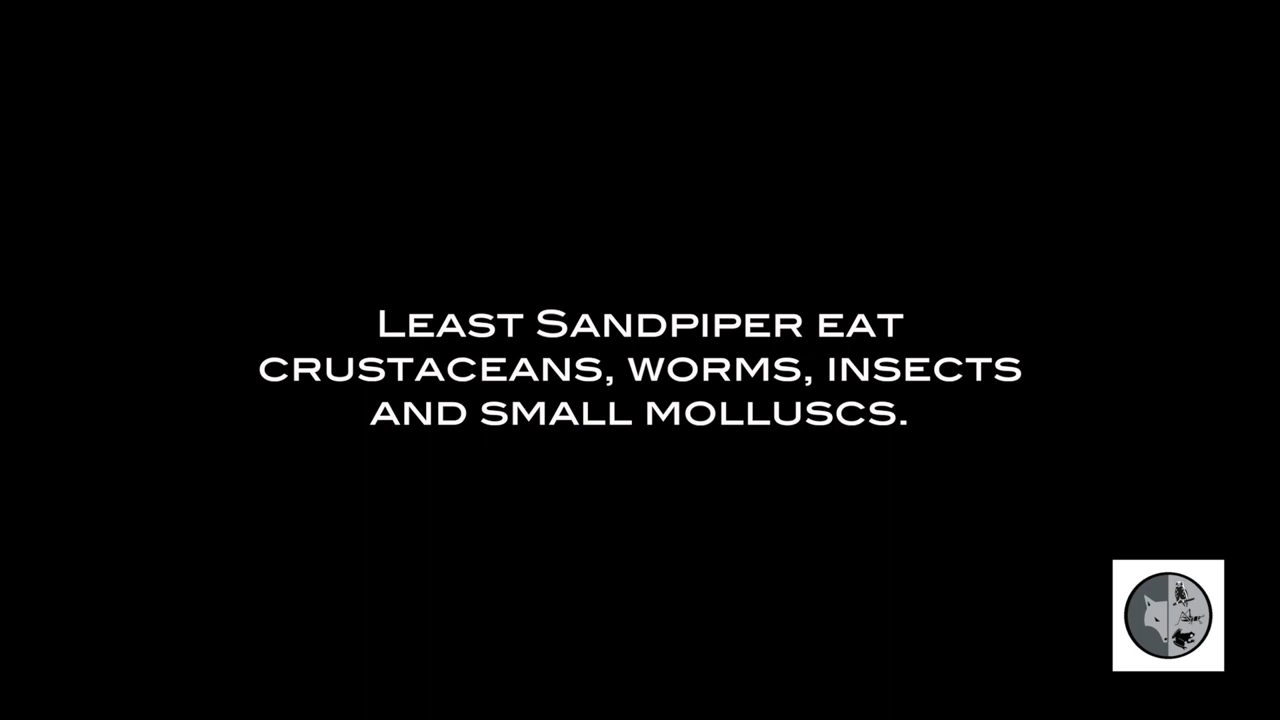 Least Sandpiper eat
crustaceans, worms, insects
and small molluscs.